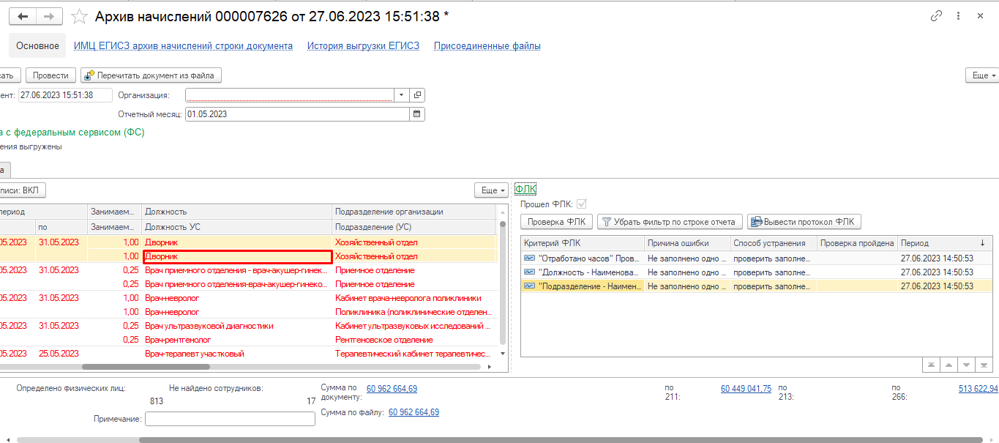 Архив начислений 000007626 от 27.06.2023 15:51:38 *
Основное ИМЦ ЕГИСЗ архив начислений строки документа История выгрузки ЕГИСЗ Присоединенные файлы
ать Провести Перечитать документ из файла Еще
ент: 27.06.2023 15:51:38 Организация:
Отчетный месяц: 01.05.2023
а с федеральным сервисом (ФС)
ения выгружены
а
писи: ВКЛ Еще ФЛК
Прошел ФЛК:
Проверка ФЛК Убрать фильтр по строке отчета Вывести протокол ФЛК
период Занимаем... Должность Подразделение организации
по Занимаем... Должность УС Подразделение (УС)
05.2023 31.05.2023 1,00 Дворник Хозяйственный отдел
1,00 Дворник Хозяйственный отдел
05.2023 31.05.2023 0,25 Врач приемного отделения - врач-акушер-гинек... Приемное отделение
0,25 Врач приемного отделения-врач-акушер-гинеко... Приемное отделение
05.2023 31.05.2023 1,00 Врач-невролог Кабинет врача-невролога поликлиники
1,00 Врач-невролог Поликлиника (поликлинические отделен...
05.2023 31.05.2023 0,25 Врач ультразвуковой диагностики Кабинет ультразвуковых исследований ...
0,25 Врач-рентгенолог Рентгеновское отделение
05.2023 25.05.2023 Врач-терапевт участковый Терапевтический кабинет терапевтичес...
Критерий ФЛК Причина ошибки Способ устранения Проверка пройдена Период
"Отработано часов" Пров... Не заполнено одно ... проверить заполне... 27.06.2023 14:50:53
"Должность - Наименова... Не заполнено одно ... проверить заполне... 27.06.2023 14:50:53
"Подразделение - Наимен... Не заполнено одно ... проверить заполне... 27.06.2023 14:50:53
Определено физических лиц: Не найдено сотрудников: Сумма по документу: 60 962 664,69 по 211: 60 449 041,75 по 213: по 266: 513 622,94
813 17
Сумма по файлу: 60 962 664,69
Примечание: